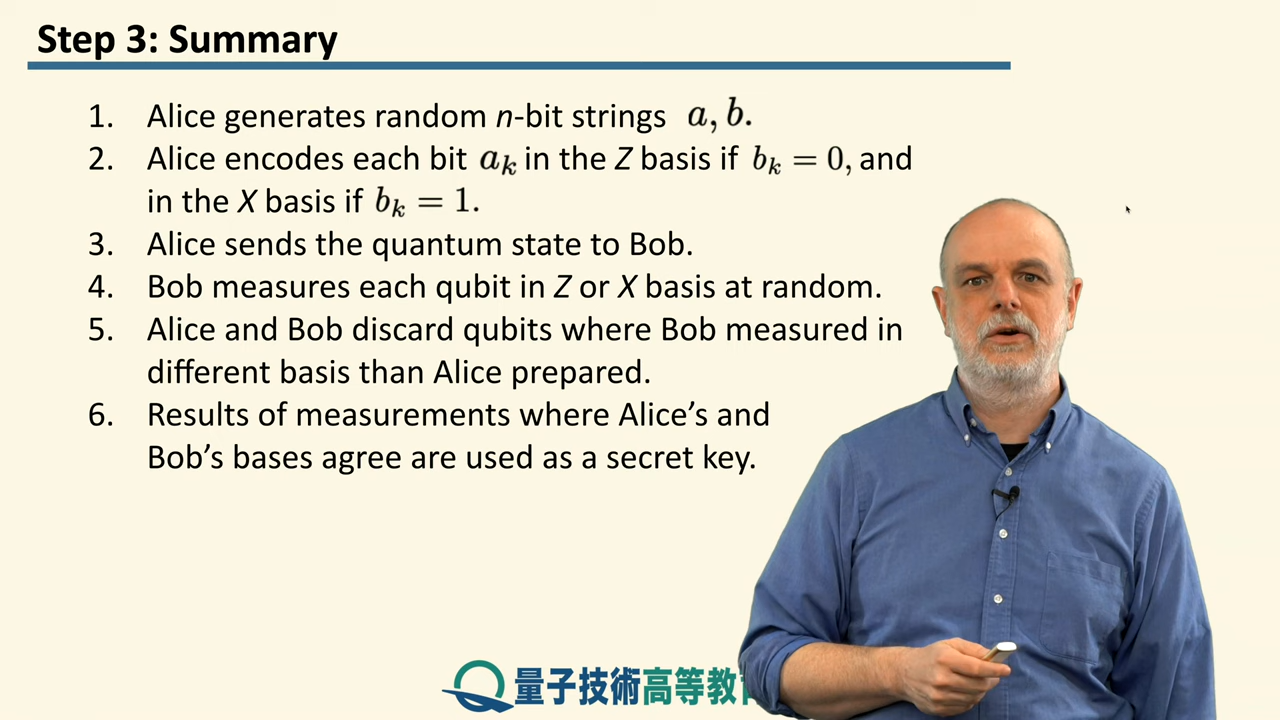 Step 3: Summary
1. Alice generates random n-bit strings a, b.
2. Alice encodes each bit aₖ in the Z basis if bₖ = 0, and
in the X basis if bₖ = 1.
3. Alice sends the quantum state to Bob.
4. Bob measures each qubit in Z or X basis at random.
5. Alice and Bob discard qubits where Bob measured in
different basis than Alice prepared.
6. Results of measurements where Alice’s and
Bob’s bases agree are used as a secret key.
量子技術高等教